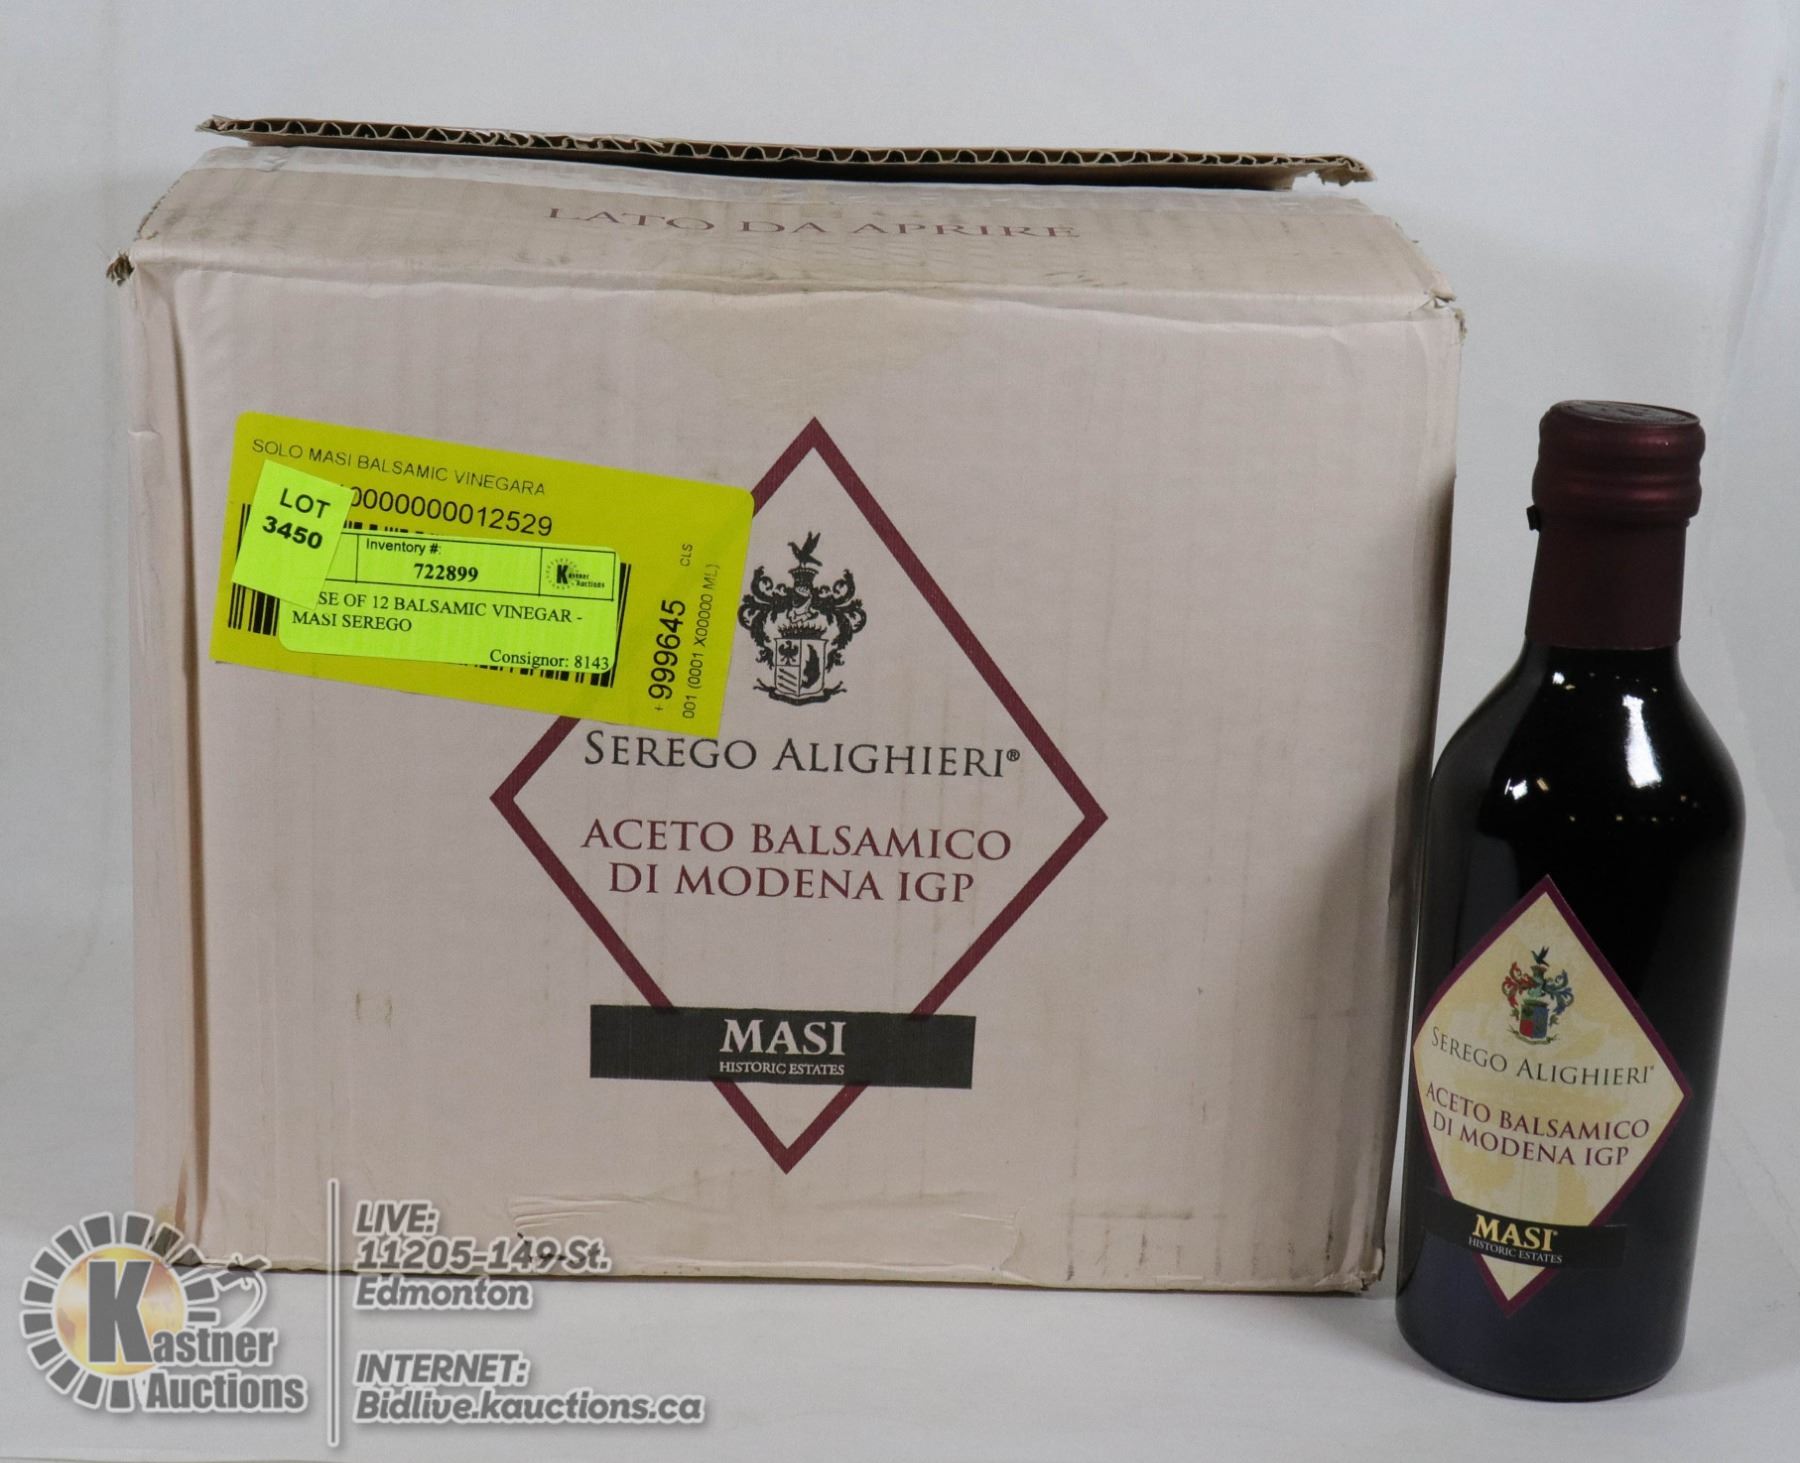 LATO DA APRIRE
SOLO MASI BALSAMIC VINEGARA
0000000012529
LOT
3450
Inventory #:
722899
Kastner
Auctions
SE OF 12 BALSAMIC VINEGAR -
MASI SEREGO
Consignor: 8143
+999645
CLS
001 (0001 X00000 ML)
SEREGO ALIGHIERI®
ACETO BALSAMICO
DI MODENA IGP
MASI
HISTORIC ESTATES
SEREGO ALIGHIERI®
ACETO BALSAMICO
DI MODENA IGP
MASI®
HISTORIC ESTATES
Kastner
Auctions
LIVE:
11205-149 St.
Edmonton
INTERNET:
Bidlive.kauctions.ca